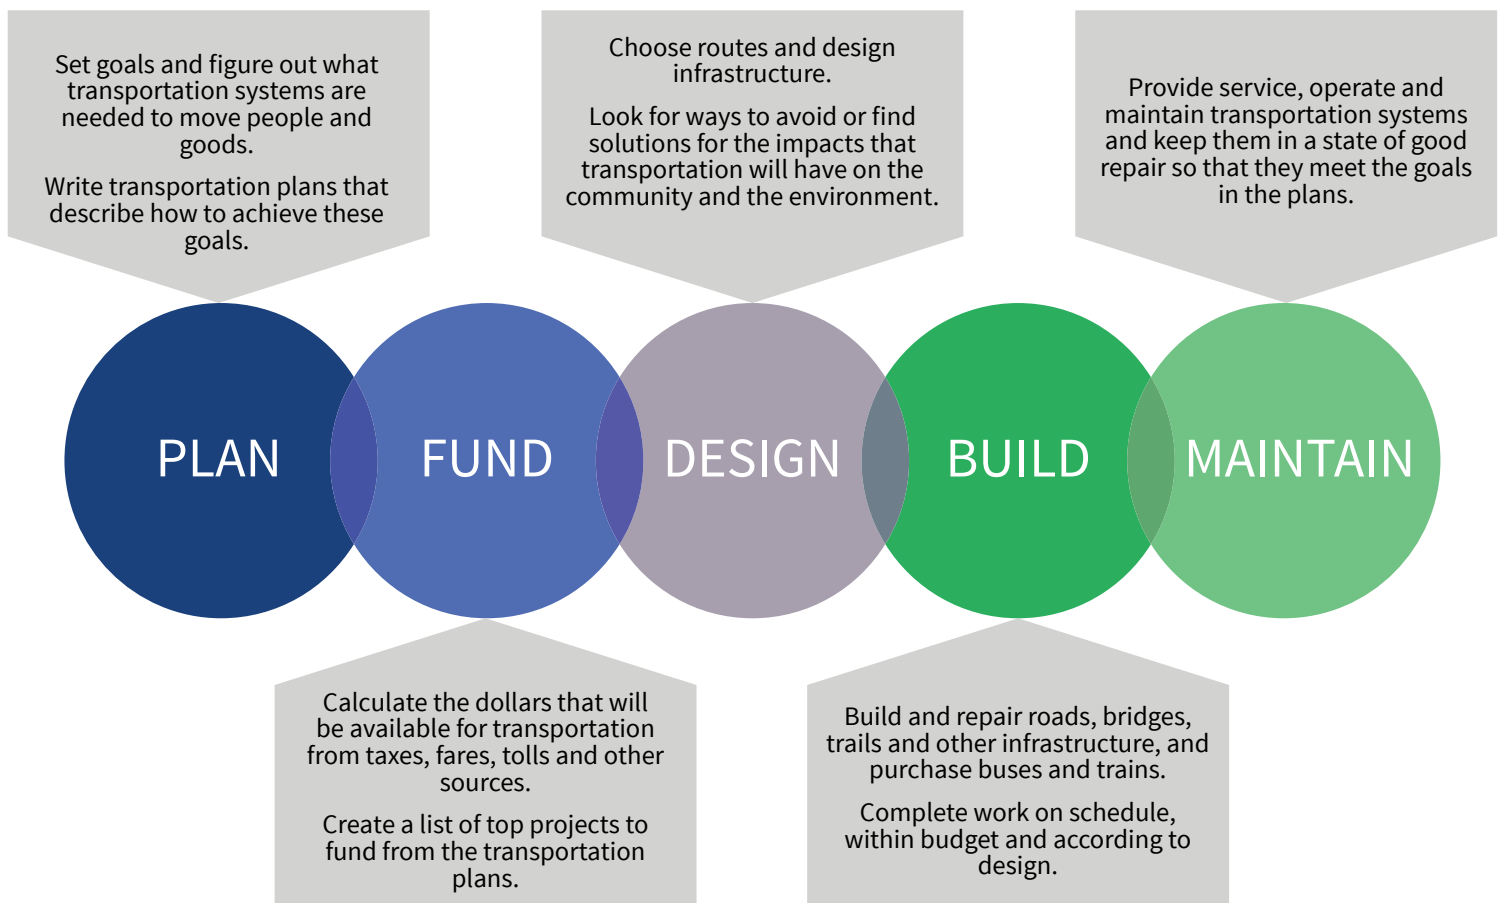 Set goals and figure out what
transportation systems are
needed to move people and
goods.
Write transportation plans that
describe how to achieve these
goals.
Choose routes and design
infrastructure.
Look for ways to avoid or find
solutions for the impacts that
transportation will have on the
community and the environment.
Provide service, operate and
maintain transportation systems
and keep them in a state of good
repair so that they meet the goals
in the plans.
PLAN
FUND
DESIGN
BUILD
MAINTAIN
Calculate the dollars that will
be available for transportation
from taxes, fares, tolls and other
sources.
Create a list of top projects to
fund from the transportation
plans.
Build and repair roads, bridges,
trails and other infrastructure, and
purchase buses and trains.
Complete work on schedule,
within budget and according to
design.